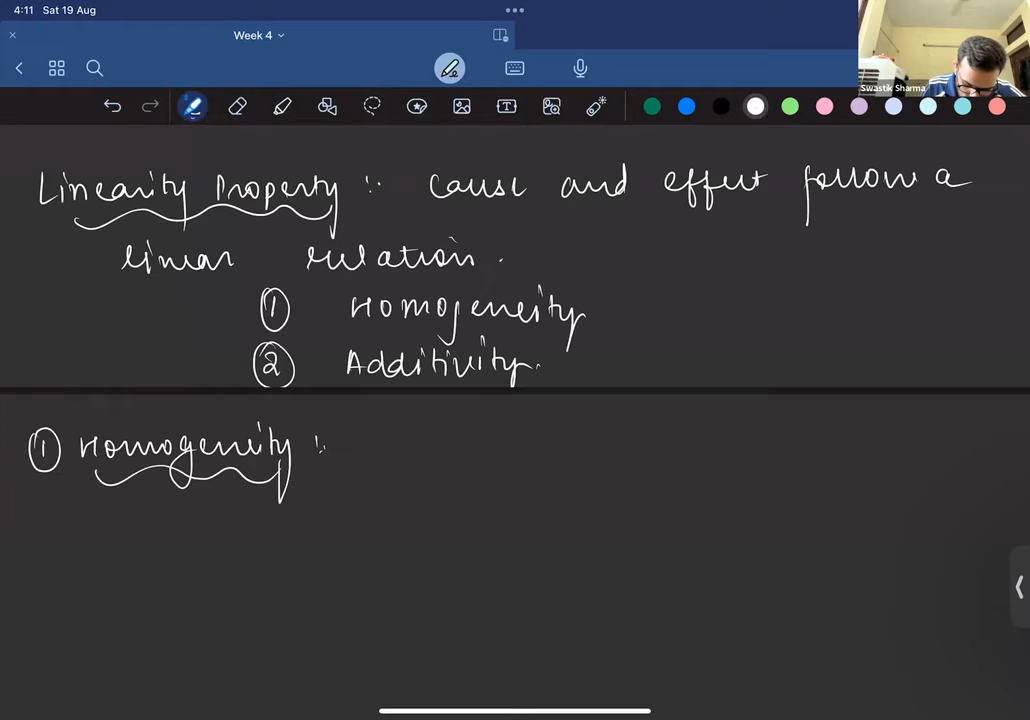 4:11 Sat 19 Aug
Week 4
Swastik Sharma
Linearity Property :- cause and effect follow a
linear relation.
① Homogeneity
② Additivity.
① Homogenity :-